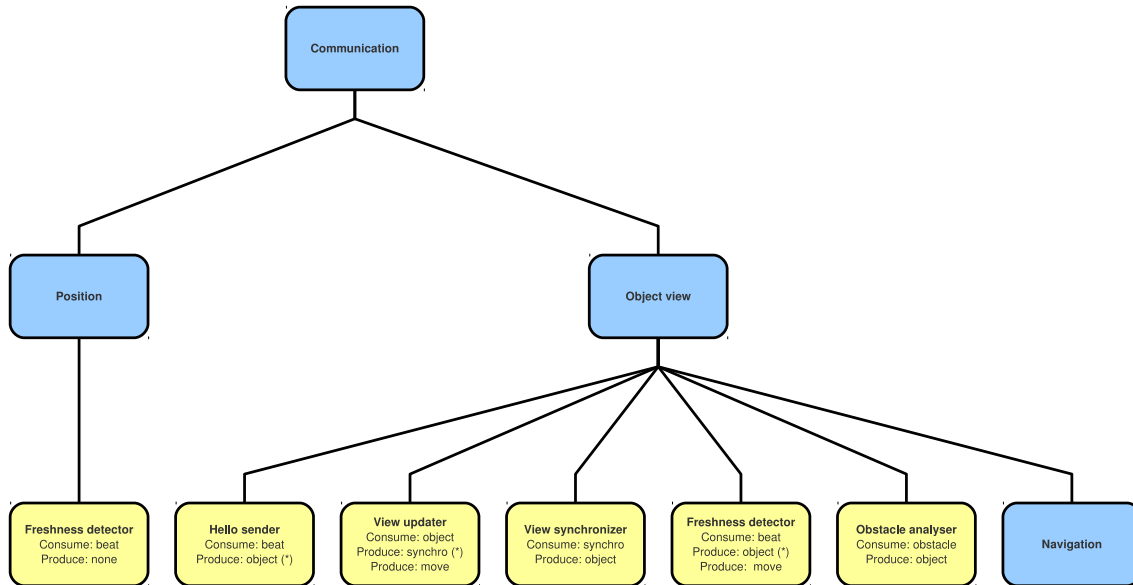 Communication
Position
Object view
Freshness detector
Consume: beat
Produce: none
Hello sender
Consume: beat
Produce: object (*)
View updater
Consume: object
Produce: synchro (*)
Produce: move
View synchronizer
Consume: synchro
Produce: object
Freshness detector
Consume: beat
Produce: object (*)
Produce: move
Obstacle analyser
Consume: obstacle
Produce: object
Navigation